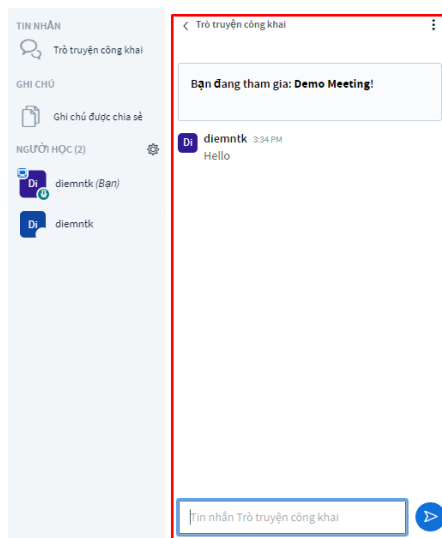 TIN NHẮN
Trò truyện công khai
GHI CHÚ
Ghi chú được chia sẻ
NGƯỜI HỌC (2)
Di
diemntk (Bạn)
Di
diemntk
Trò truyện công khai
Bạn đang tham gia: Demo Meeting!
Di
diemntk 3:34 PM
Hello
Tin nhắn Trò truyện công khai